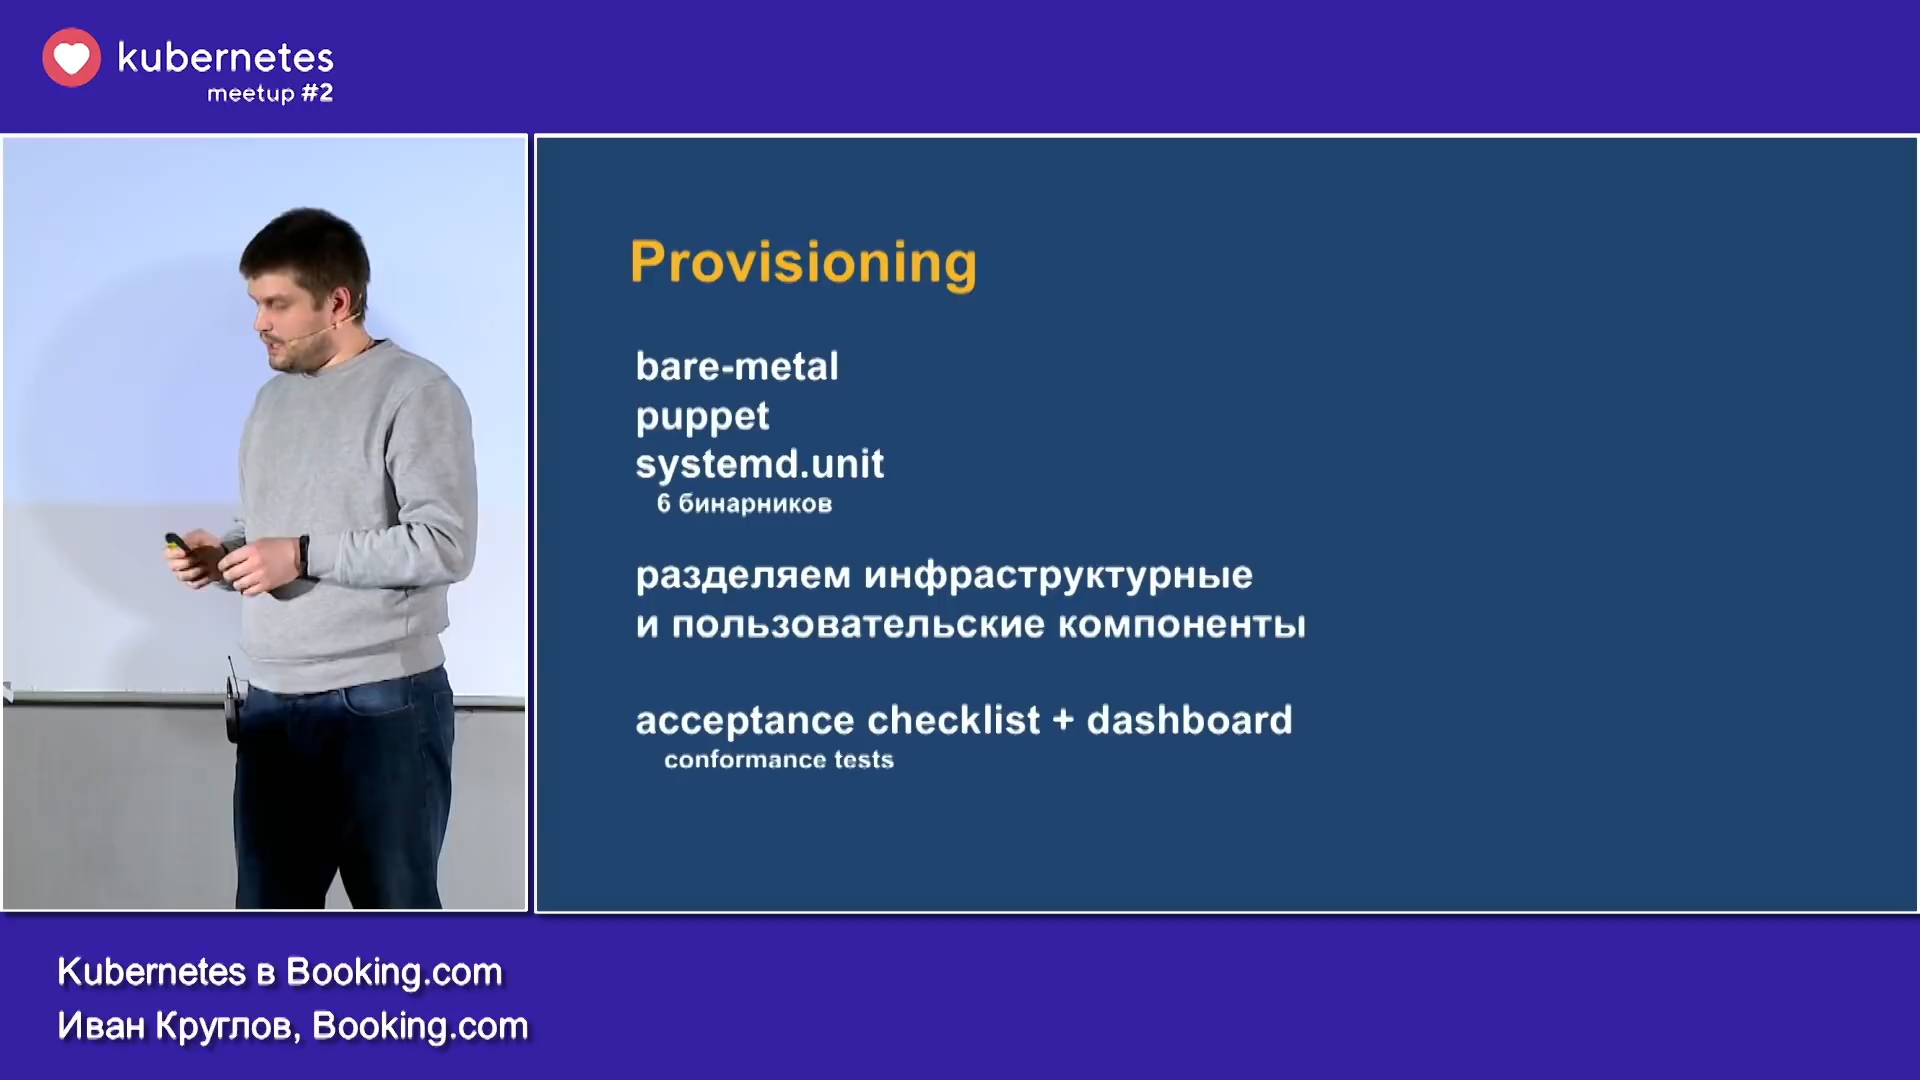 kubernetes
meetup #2
Provisioning
bare-metal
puppet
systemd.unit
6 бинарников
разделяем инфраструктурные
и пользовательские компоненты
acceptance checklist + dashboard
conformance tests
Kubernetes в Booking.com
Иван Круглов, Booking.com